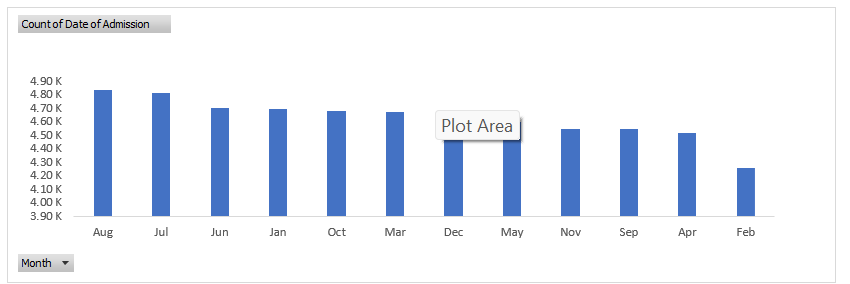 Count of Date of Admission
4.90 K
4.80 K
4.70 K
4.60 K
4.50 K
4.40 K
4.30 K
4.20 K
4.10 K
4.00 K
3.90 K
Plot Area
Aug Jul Jun Jan Oct Mar Dec May Nov Sep Apr Feb
Month